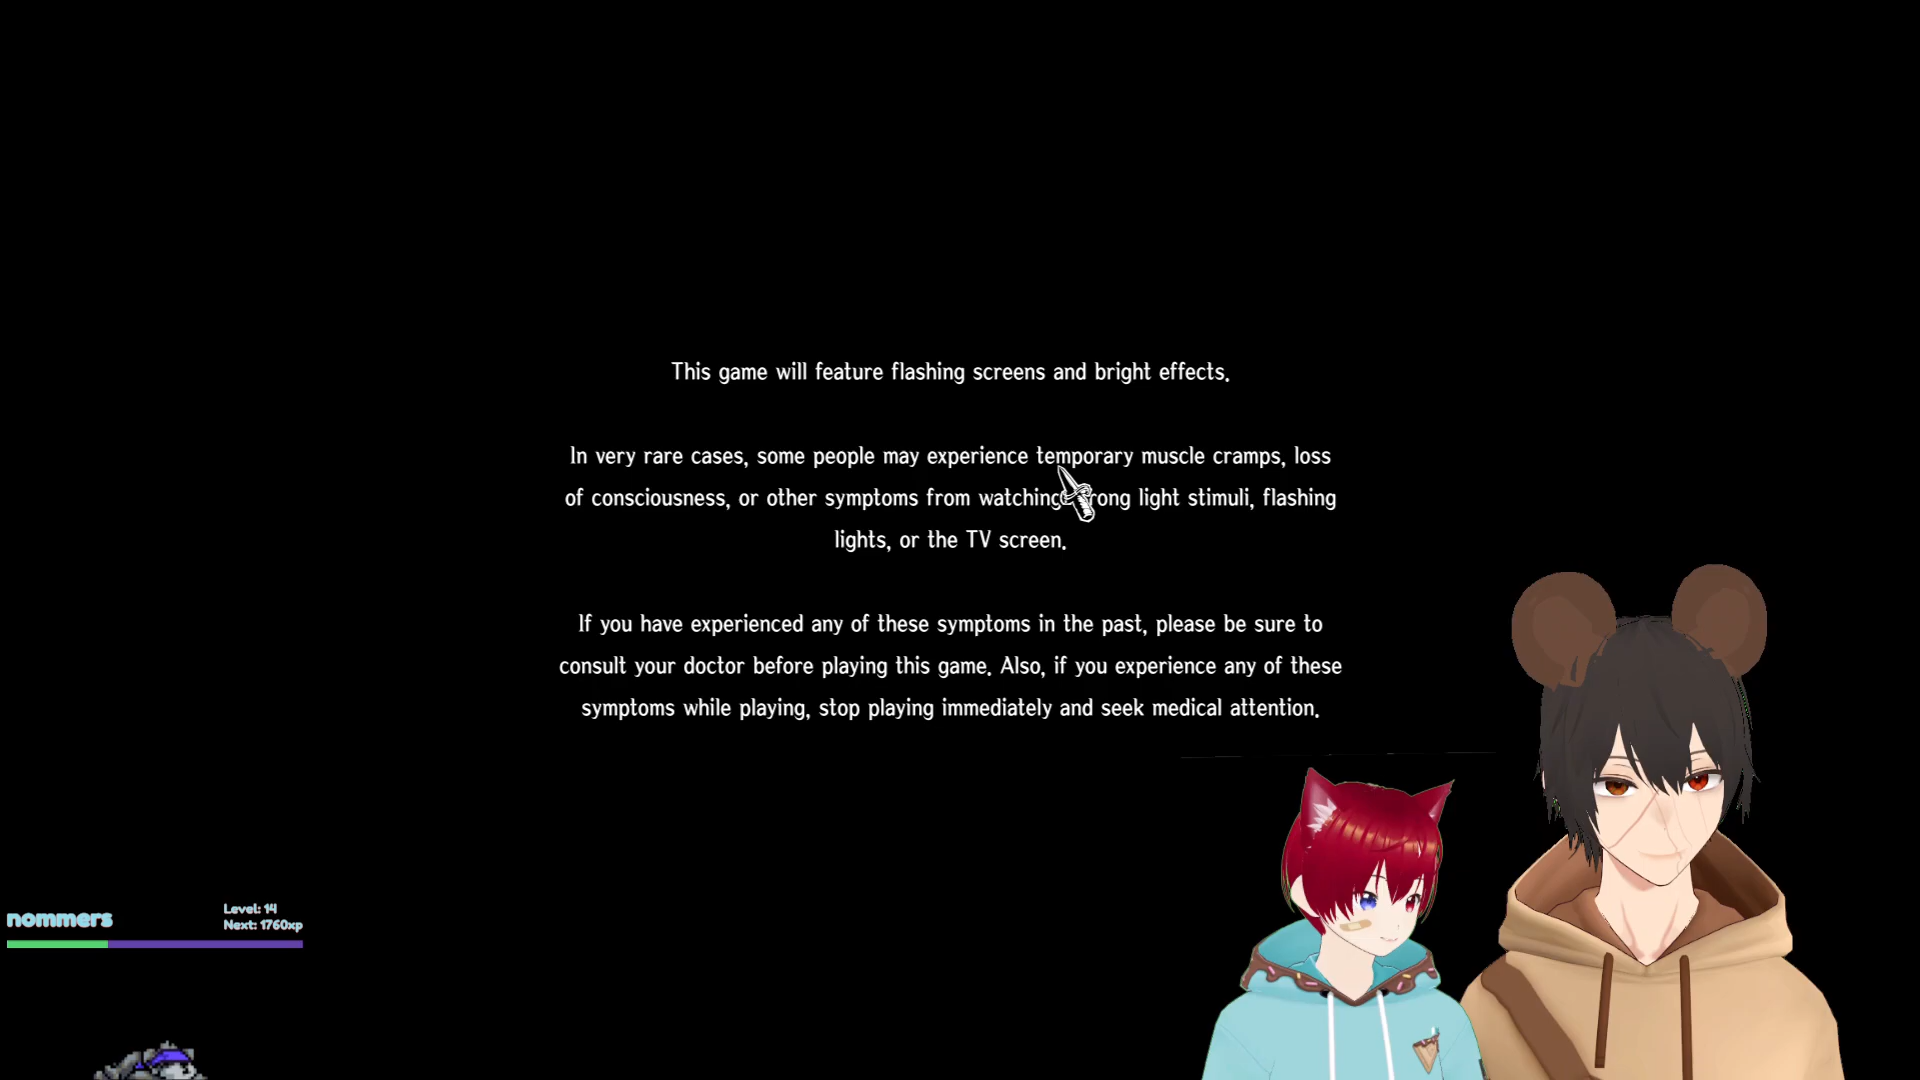 This game will feature flashing screens and bright effects.
In very rare cases, some people may experience temporary muscle cramps, loss
of consciousness, or other symptoms from watching rong light stimuli, flashing
lights, or the TV screen.
If you have experienced any of these symptoms in the past, please be sure to
consult your doctor before playing this game. Also, if you experience any of these
symptoms while playing, stop playing immediately and seek medical attention.
nommers
Level: 14
Next: 1760xp